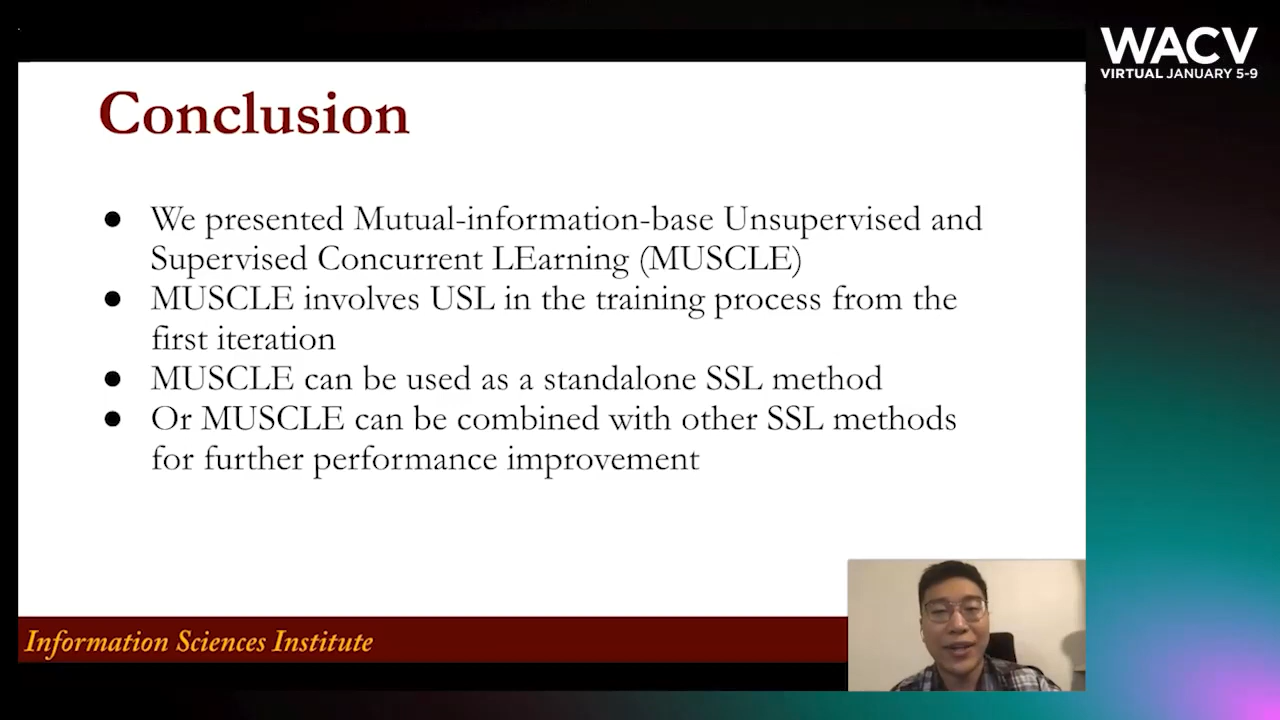 WACV
VIRTUAL JANUARY 5-9
Conclusion
● We presented Mutual-information-base Unsupervised and
Supervised Concurrent LEarning (MUSCLE)
● MUSCLE involves USL in the training process from the
first iteration
● MUSCLE can be used as a standalone SSL method
● Or MUSCLE can be combined with other SSL methods
for further performance improvement
Information Sciences Institute